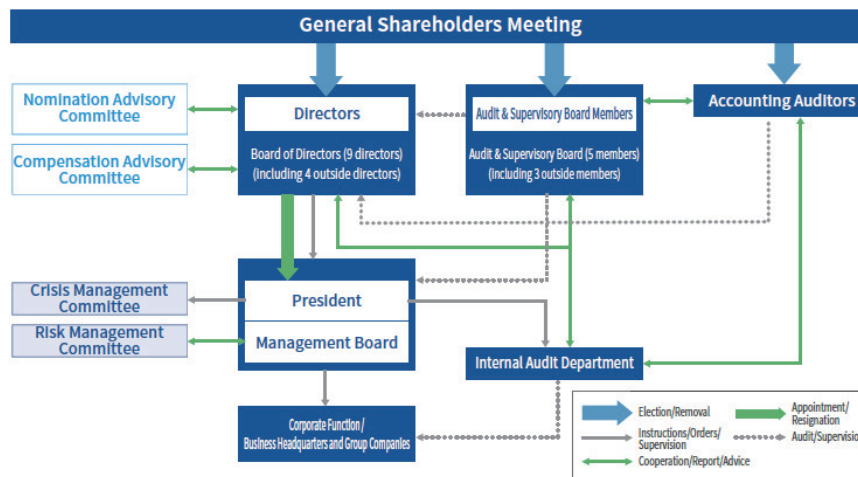 General Shareholders Meeting
Nomination Advisory
Committee
Directors
Audit & Supervisory Board Members
Accounting Auditors
Compensation Advisory
Committee
Board of Directors (9 directors)
(including 4 outside directors)
Audit & Supervisory Board (5 members)
(including 3 outside members)
Crisis Management
Committee
President
Risk Management
Committee
Management Board
Internal Audit Department
Corporate Function /
Business Headquarters and Group Companies
Election/Removal
Appointment/
Resignation
Instructions/Orders/
Supervision
Audit/Supervision
Cooperation/Report/Advice